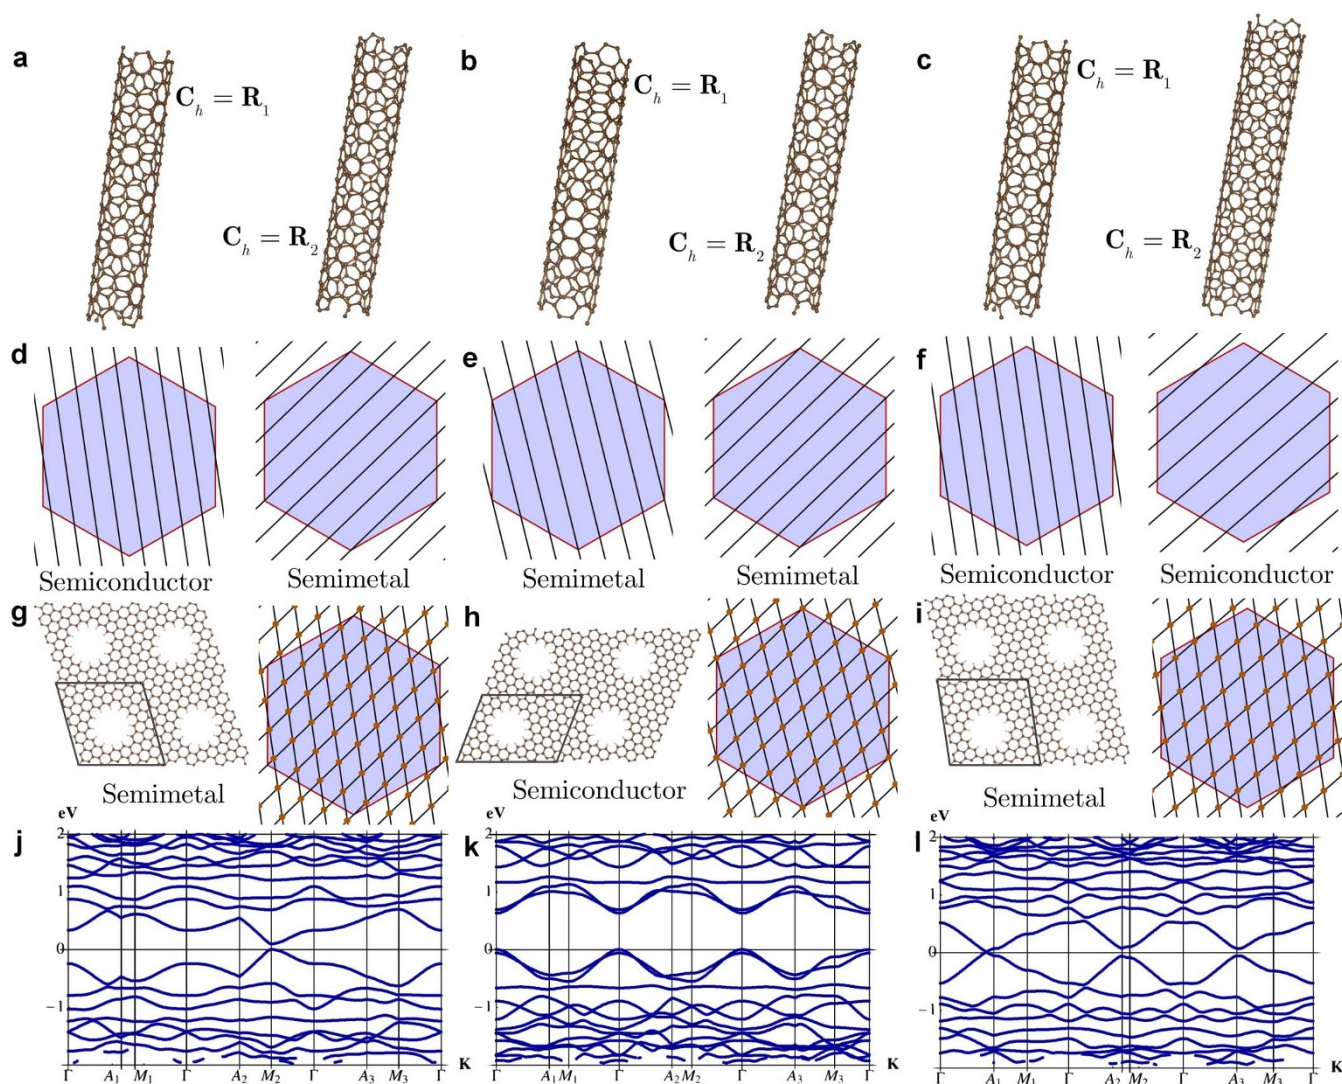 a
C_h = R_1
C_h = R_2
b
C_h = R_1
C_h = R_2
c
C_h = R_1
C_h = R_2
d
Semiconductor
Semimetal
e
Semimetal
Semimetal
f
Semiconductor
Semiconductor
g
Semimetal
h
Semiconductor
i
Semimetal
eV
j
2
1
0
−1
Γ A_1 M_1 Γ A_2 M_2 Γ A_3 M_3 Γ
K
eV
k
2
1
0
−1
Γ A_1 M_1 Γ A_2 M_2 Γ A_3 M_3 Γ
K
eV
l
2
1
0
−1
Γ A_1 M_1 Γ A_2 M_2 Γ A_3 M_3 Γ
K